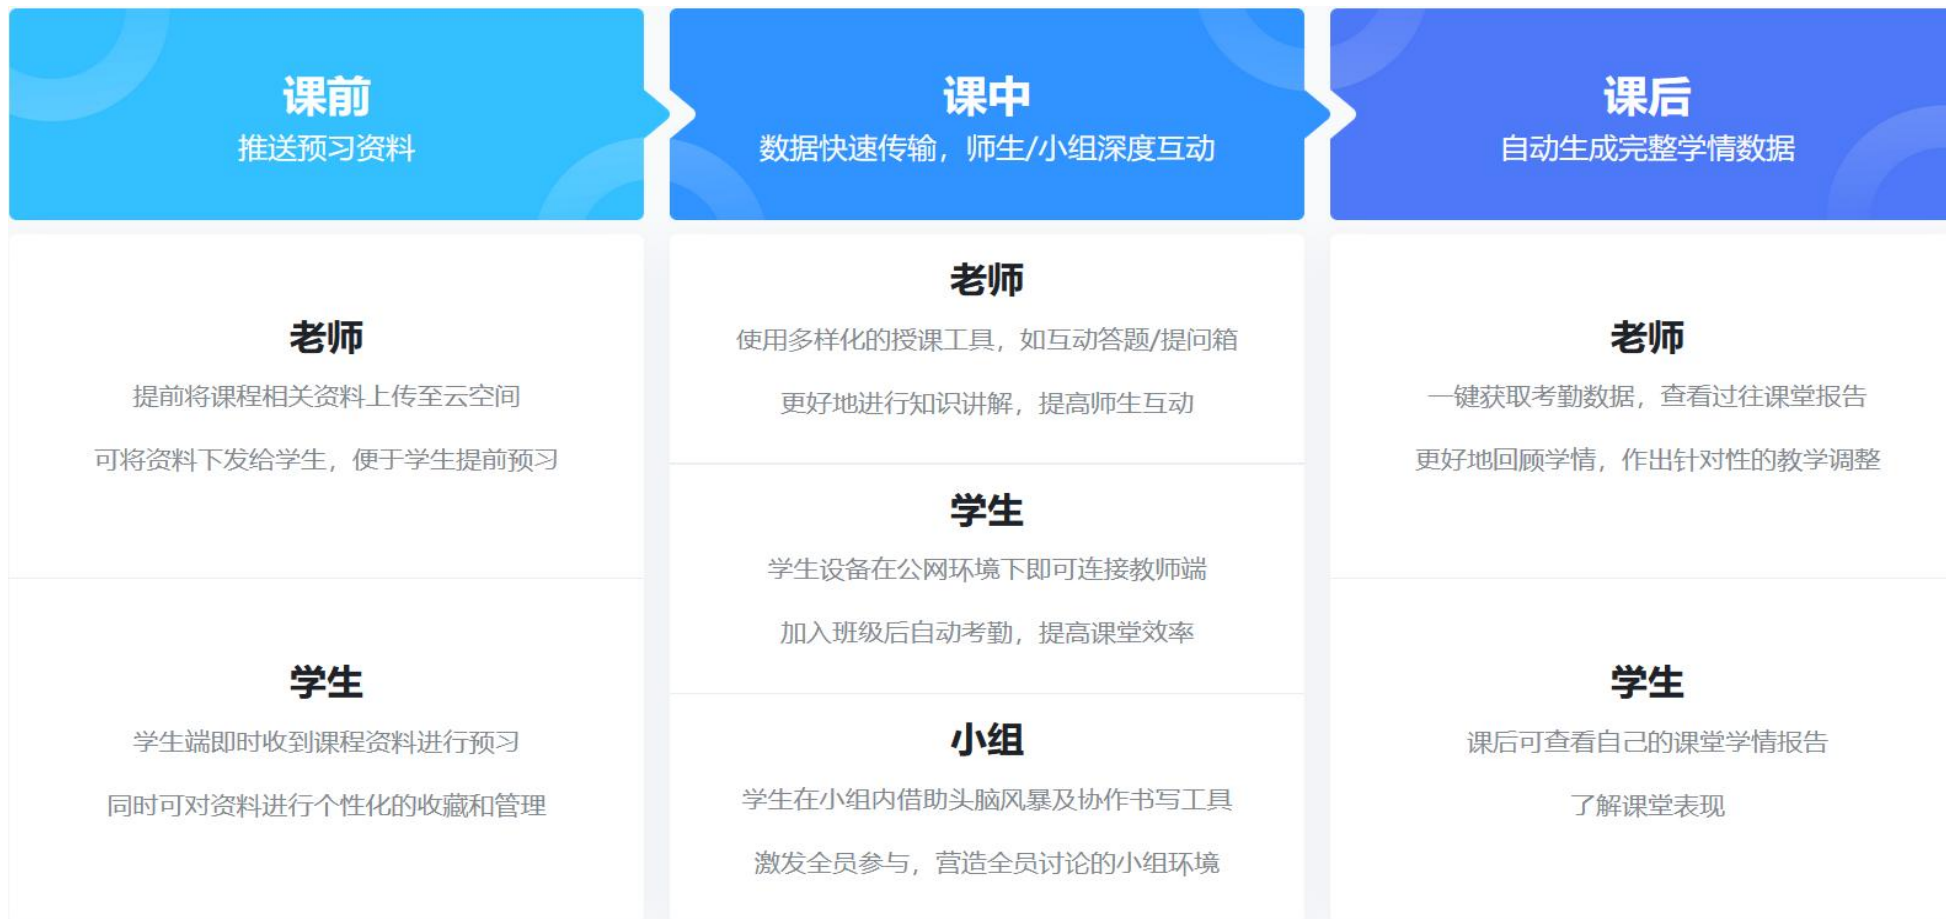 课前
推送预习资料
老师
提前将课程相关资料上传至云空间
可将资料下发给学生，便于学生提前预习
学生
学生端即时收到课程资料进行预习
同时可对资料进行个性化的收藏和管理
课中
数据快速传输，师生/小组深度互动
老师
使用多样化的授课工具，如互动答题/提问箱
更好地进行知识讲解，提高师生互动
学生
学生设备在公网环境下即可连接教师端
加入班级后自动考勤，提高课堂效率
小组
学生在小组内借助头脑风暴及协作书写工具
激发全员参与，营造全员讨论的小组环境
课后
自动生成完整学情数据
老师
一键获取考勤数据，查看过往课堂报告
更好地回顾学情，作出针对性的教学调整
学生
课后可查看自己的课堂学情报告
了解课堂表现